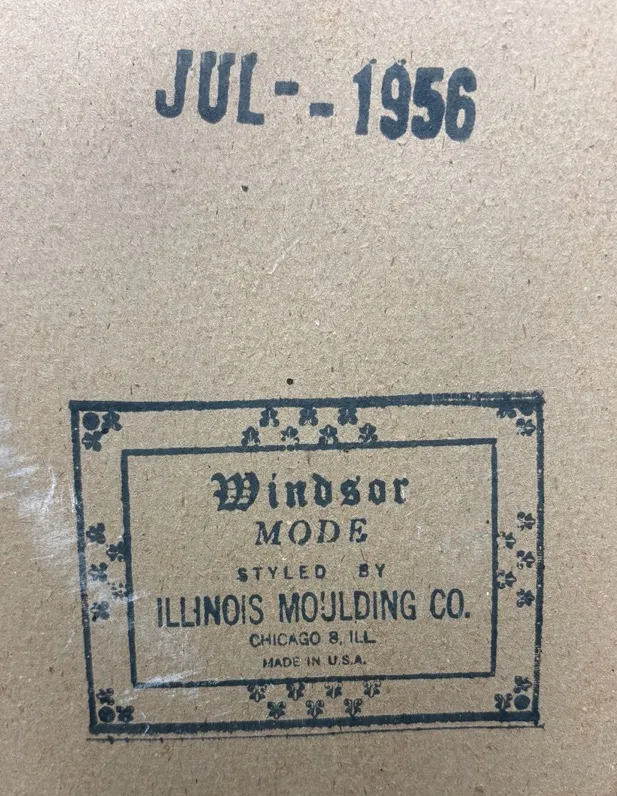 JUL-- 1956
Windsor
MODE
STYLED BY
ILLINOIS MOULDING CO.
CHICAGO 8, ILL.
MADE IN U.S.A.